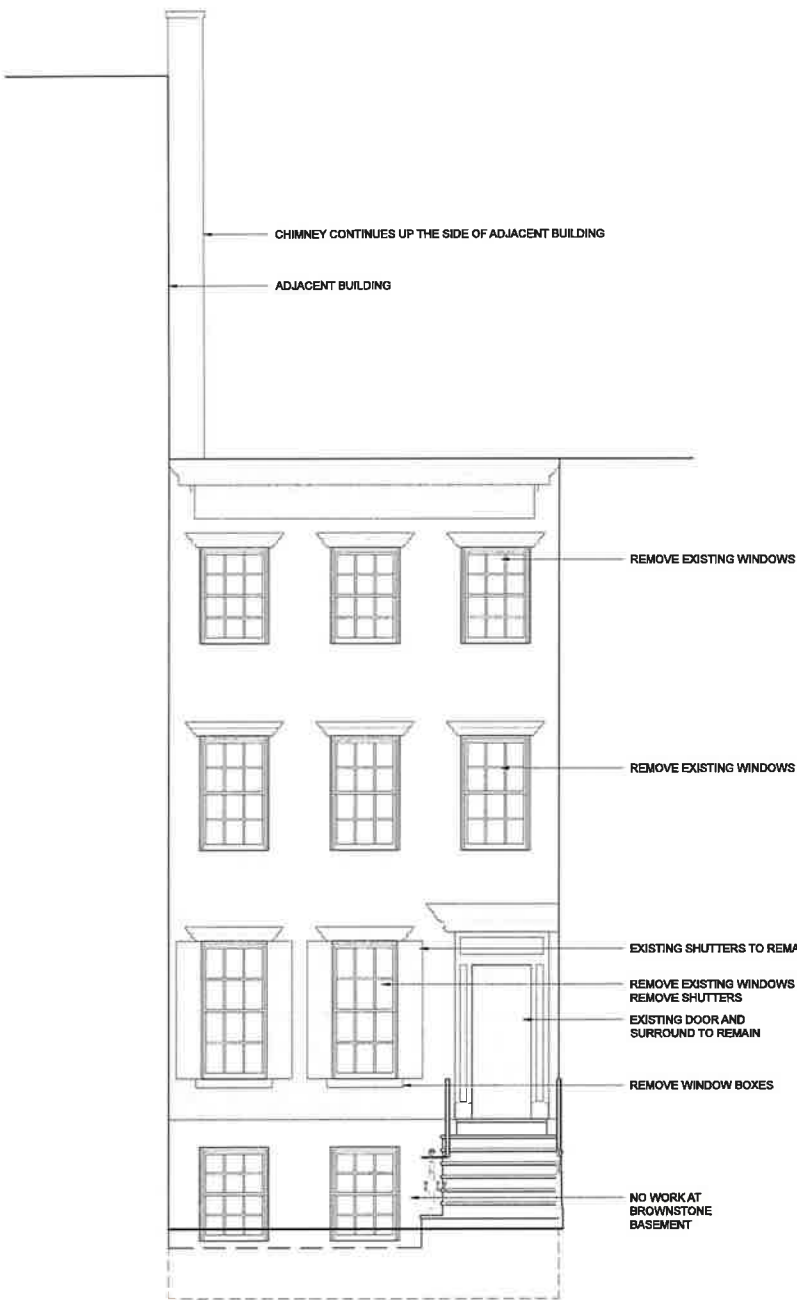 CHIMNEY CONTINUES UP THE SIDE OF ADJACENT BUILDING
ADJACENT BUILDING
REMOVE EXISTING WINDOWS
REMOVE EXISTING WINDOWS
EXISTING SHUTTERS TO REMA
REMOVE EXISTING WINDOWS
REMOVE SHUTTERS
EXISTING DOOR AND
SURROUND TO REMAIN
REMOVE WINDOW BOXES
NO WORK AT
BROWNSTONE
BASEMENT